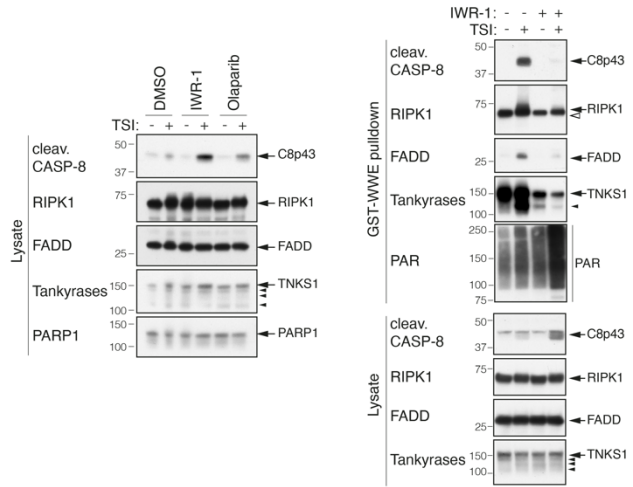 DMSO IWR-1 Olaparib
TSI: - + - + - +
Lysate
cleav. CASP-8
50
37
C8p43
RIPK1
75
RIPK1
FADD
25
FADD
Tankyrases
150
100
TNKS1
PARP1
150
100
PARP1
IWR-1: - - + +
TSI: - + - +
GST-WWE pulldown
cleav. CASP-8
50
37
C8p43
RIPK1
75
RIPK1
FADD
25
FADD
Tankyrases
150
100
TNKS1
PAR
250
150
100
75
PAR
Lysate
cleav. CASP-8
50
37
C8p43
RIPK1
75
RIPK1
FADD
25
FADD
Tankyrases
150
100
TNKS1